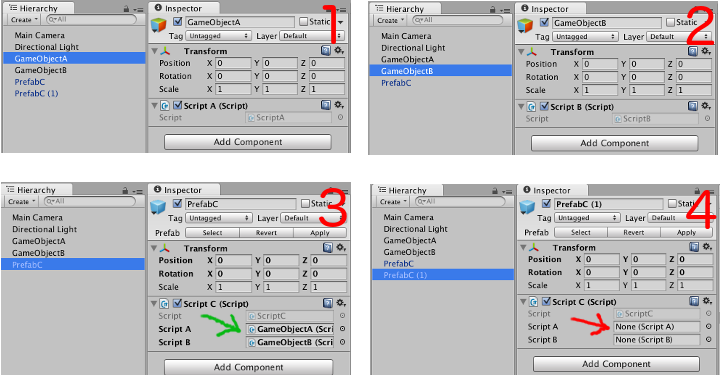 Hierarchy
Create
All
Main Camera
Directional Light
GameObjectA
GameObjectB
PrefabC
PrefabC (1)
Inspector
GameObjectA
Static
Tag Untagged Layer Default
Transform
Position X 0 Y 0 Z 0
Rotation X 0 Y 0 Z 0
Scale X 1 Y 1 Z 1
Script A (Script)
Script ScriptA
Add Component
1
Hierarchy
Create
All
Main Camera
Directional Light
GameObjectA
GameObjectB
PrefabC
Inspector
GameObjectB
Static
Tag Untagged Layer Default
Transform
Position X 0 Y 0 Z 0
Rotation X 0 Y 0 Z 0
Scale X 1 Y 1 Z 1
Script B (Script)
Script ScriptB
Add Component
2
Hierarchy
Create
All
Main Camera
Directional Light
GameObjectA
GameObjectB
PrefabC
Inspector
PrefabC
Static
Tag Untagged Layer Default
Prefab Select Revert Apply
Transform
Position X 0 Y 0 Z 0
Rotation X 0 Y 0 Z 0
Scale X 1 Y 1 Z 1
Script C (Script)
Script ScriptC
Script A GameObjectA (Scri
Script B GameObjectB (Scri
Add Component
3
Hierarchy
Create
All
Main Camera
Directional Light
GameObjectA
GameObjectB
PrefabC
PrefabC (1)
Inspector
PrefabC (1)
Static
Tag Untagged Layer Default
Prefab Select Revert Apply
Transform
Position X 0 Y 0 Z 0
Rotation X 0 Y 0 Z 0
Scale X 1 Y 1 Z 1
Script C (Script)
Script ScriptC
Script A None (Script A)
Script B None (Script B)
Add Component
4